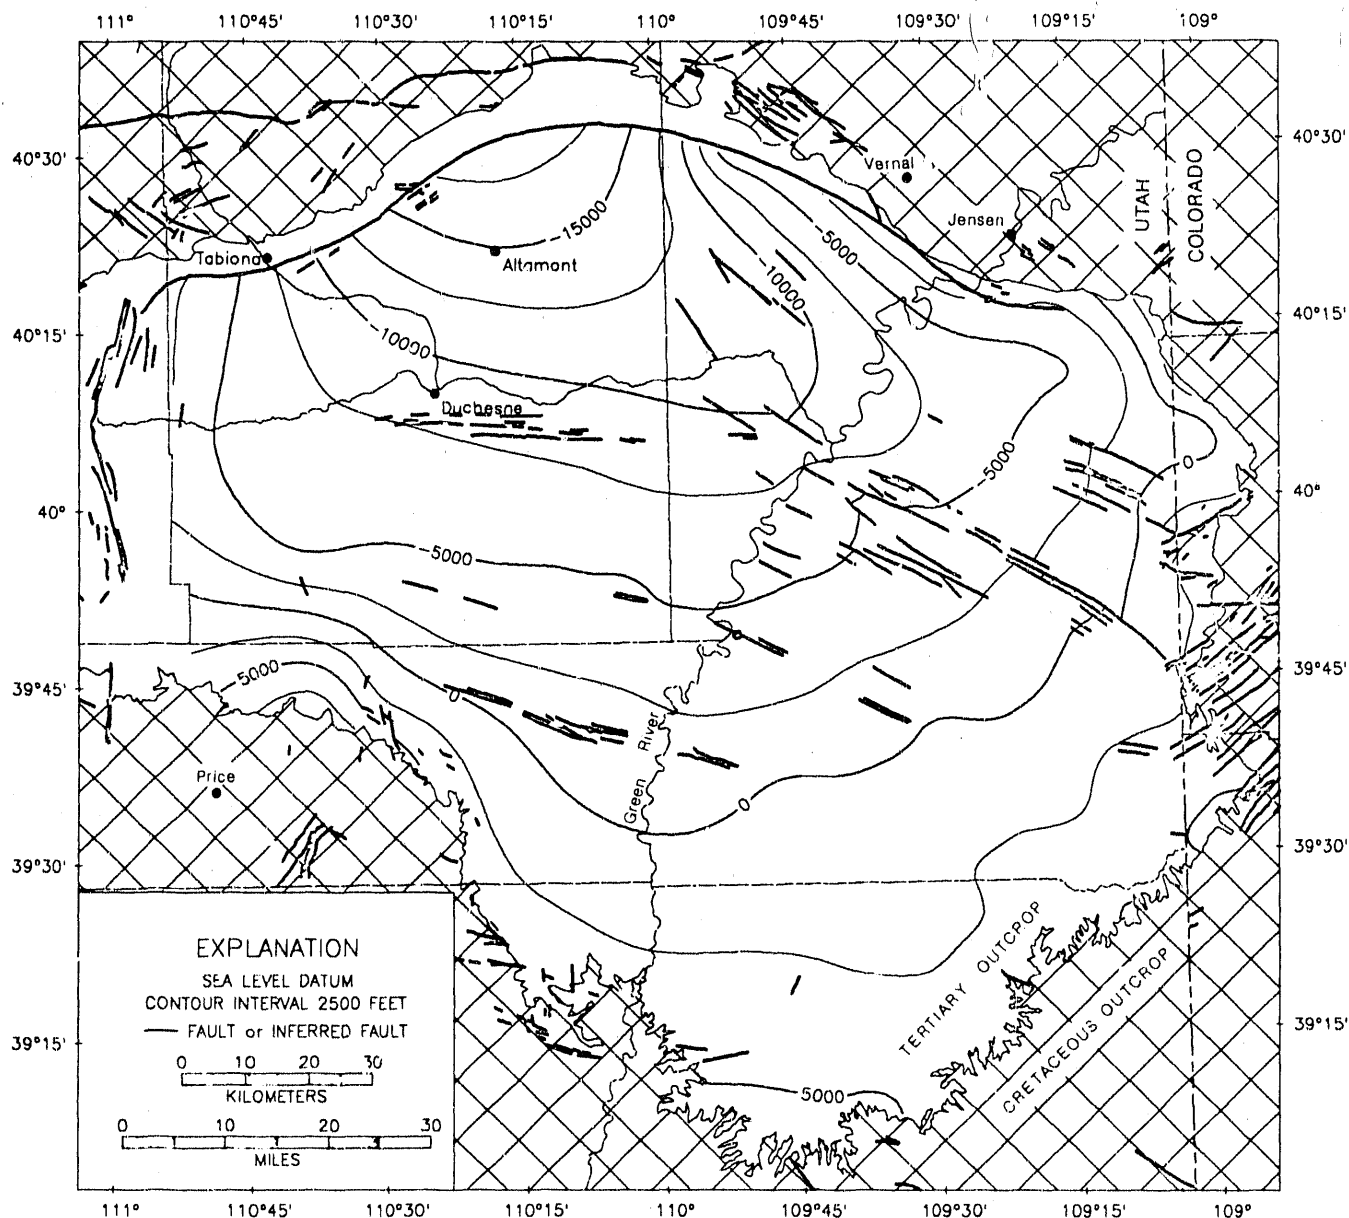 111° 110°45' 110°30' 110°15' 110° 109°45' 109°30' 109°15' 109°
40°30'
40°30'
Vernal
UTAH
COLORADO
Jensen
-15000
-5000
Tabiona
Altamont
-10000
40°15'
40°15'
-10000
Duchesne
-5000
0
40°
40°
-5000
39°45'
39°45'
5000
0
Green River
Price
0
39°30'
39°30'
TERTIARY OUTCROP
CRETACEOUS OUTCROP
EXPLANATION
SEA LEVEL DATUM
CONTOUR INTERVAL 2500 FEET
FAULT or INFERRED FAULT
0 10 20 30
KILOMETERS
0 10 20 30
MILES
39°15'
39°15'
5000
111° 110°45' 110°30' 110°15' 110° 109°45' 109°30' 109°15' 109°